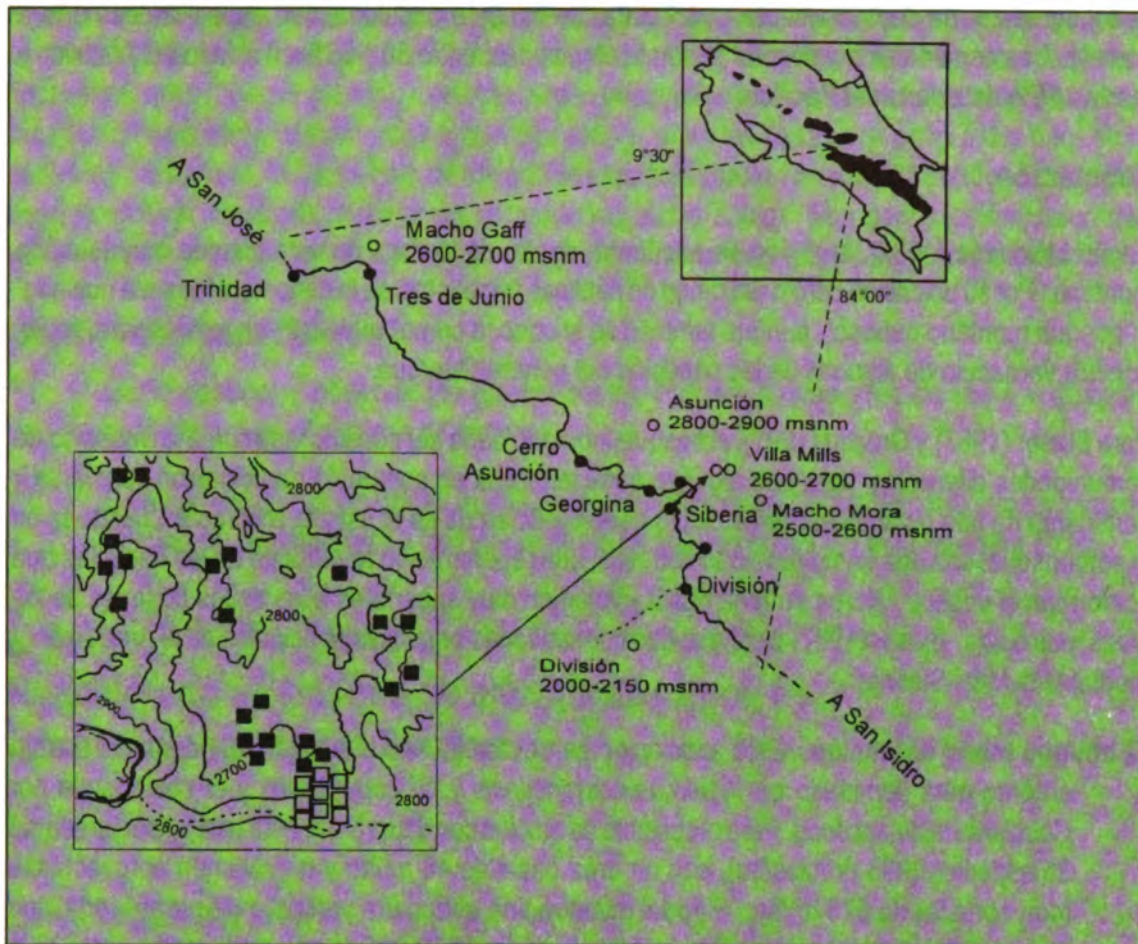 9°30'
84°00'
A San José
Macho Gaff
2600-2700 msnm
Trinidad
Tres de Junio
Asunción
2800-2900 msnm
Cerro
Asunción
Villa Mills
2600-2700 msnm
Georgina
Siberia
Macho Mora
2500-2600 msnm
División
División
2000-2150 msnm
A San Isidro
2800
2800
2900
2700
2800
2800